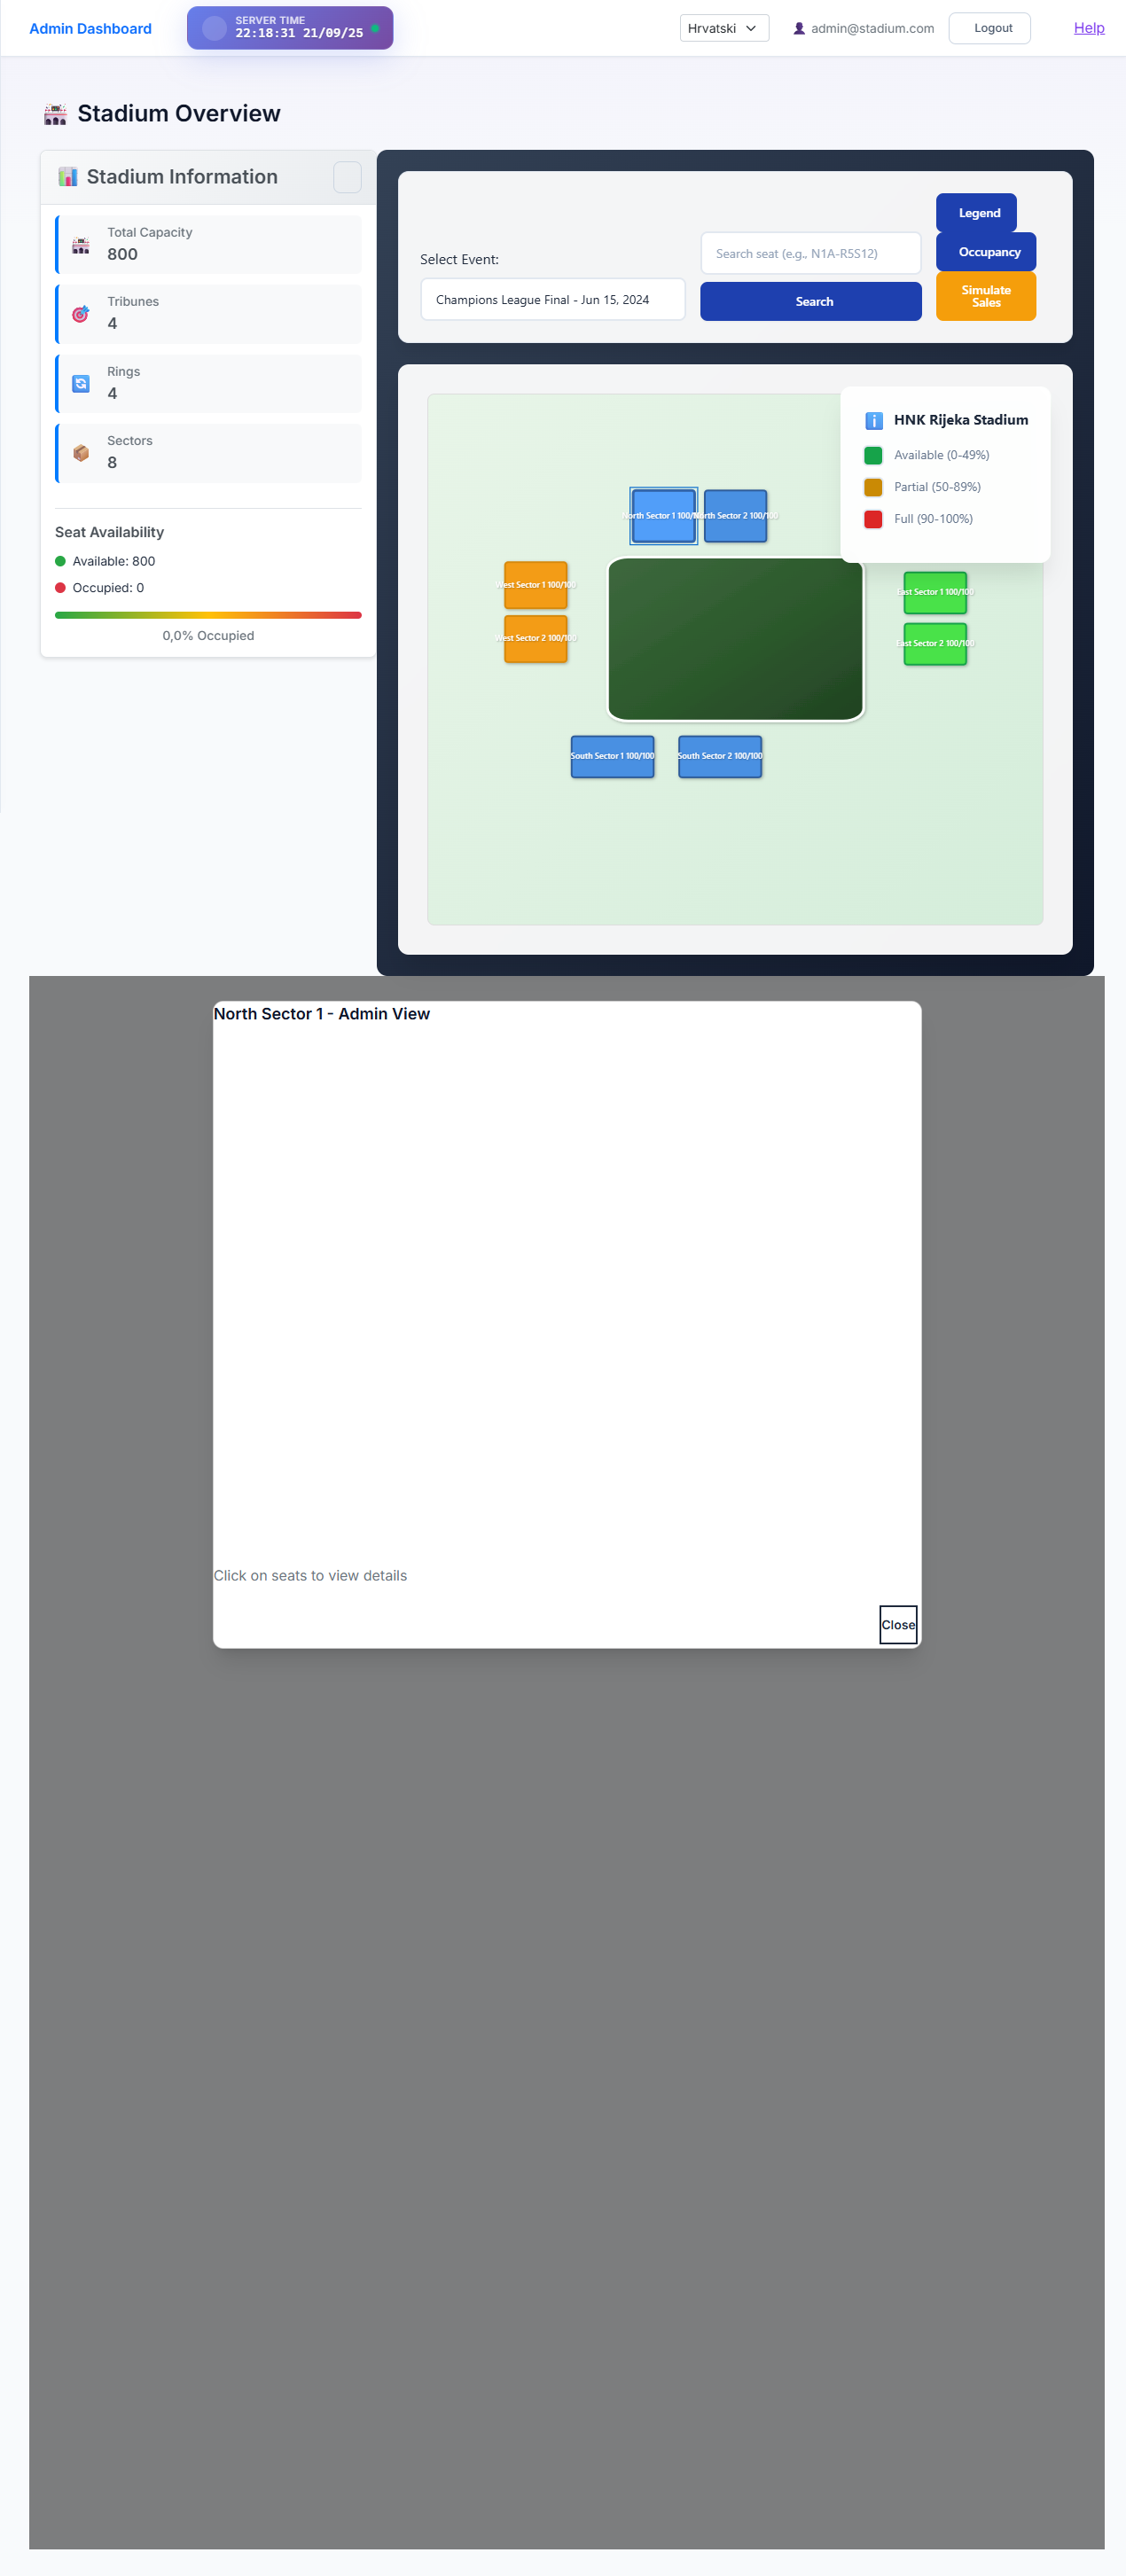 Admin Dashboard
SERVER TIME
22:18:31 21/09/25
Hrvatski
admin@stadium.com
Logout
Help
Stadium Overview
Stadium Information
Total Capacity
800
Tribunes
4
Rings
4
Sectors
8
Seat Availability
Available: 800
Occupied: 0
0,0% Occupied
Select Event:
Champions League Final - Jun 15, 2024
Search seat (e.g., N1A-R5S12)
Search
Legend
Occupancy
Simulate
Sales
HNK Rijeka Stadium
Available (0-49%)
Partial (50-89%)
Full (90-100%)
North Sector 1 100/
North Sector 2 100/100
West Sector 1 100/100
West Sector 2 100/100
East Sector 1 100/100
East Sector 2 100/100
South Sector 1 100/100
South Sector 2 100/100
North Sector 1 - Admin View
Click on seats to view details
Close